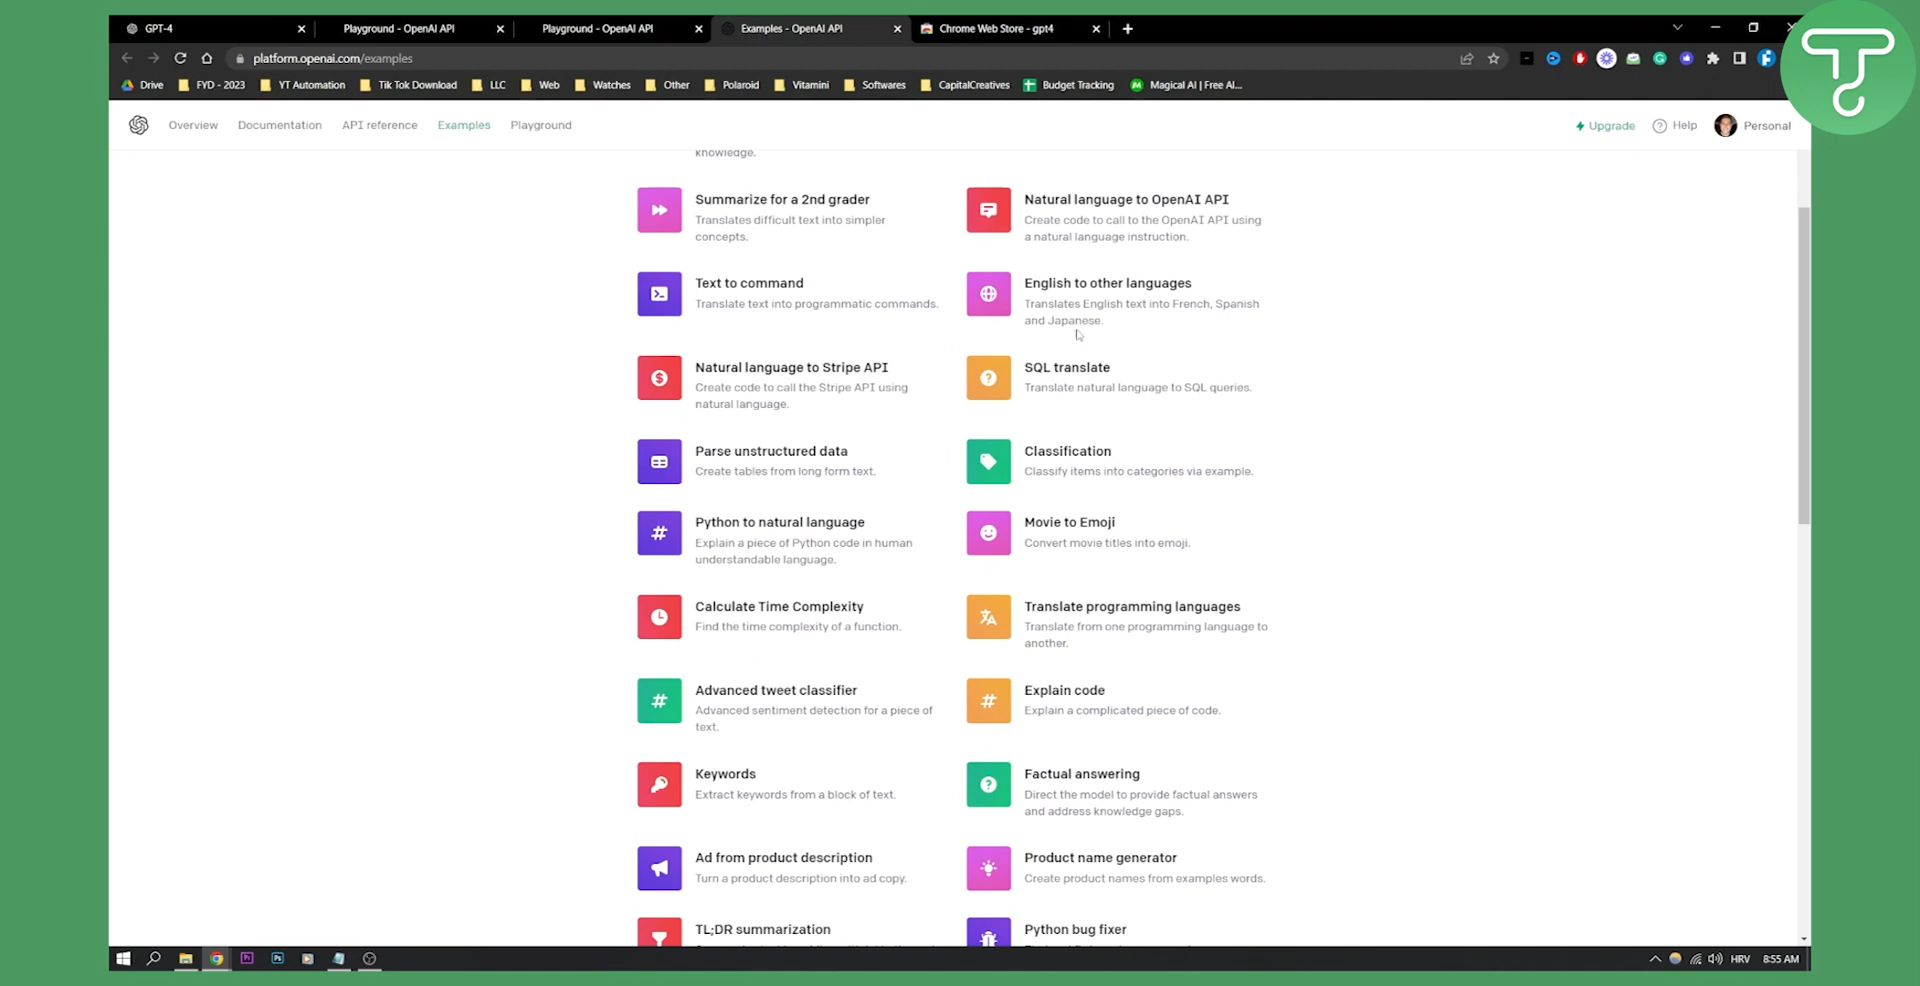 GPT-4
Playground - OpenAI API
Playground - OpenAI API
Examples - OpenAI API
Chrome Web Store - gpt4
platform.openai.com/examples
Drive
FYD - 2023
YT Automation
Tik Tok Download
LLC
Web
Watches
Other
Polaroid
Vitamini
Softwares
CapitalCreatives
Budget Tracking
Magical AI | Free AI...
Overview
Documentation
API reference
Examples
Playground
Upgrade
Help
Personal
knowledge.
Summarize for a 2nd grader
Translates difficult text into simpler
concepts.
Natural language to OpenAI API
Create code to call to the OpenAI API using
a natural language instruction.
Text to command
Translate text into programmatic commands.
English to other languages
Translates English text into French, Spanish
and Japanese.
Natural language to Stripe API
Create code to call the Stripe API using
natural language.
SQL translate
Translate natural language to SQL queries.
Parse unstructured data
Create tables from long form text.
Classification
Classify items into categories via example.
Python to natural language
Explain a piece of Python code in human
understandable language.
Movie to Emoji
Convert movie titles into emoji.
Calculate Time Complexity
Find the time complexity of a function.
Translate programming languages
Translate from one programming language to
another.
Advanced tweet classifier
Advanced sentiment detection for a piece of
text.
Explain code
Explain a complicated piece of code.
Keywords
Extract keywords from a block of text.
Factual answering
Direct the model to provide factual answers
and address knowledge gaps.
Ad from product description
Turn a product description into ad copy.
Product name generator
Create product names from examples words.
TL;DR summarization
Python bug fixer
HRV
8:55 AM